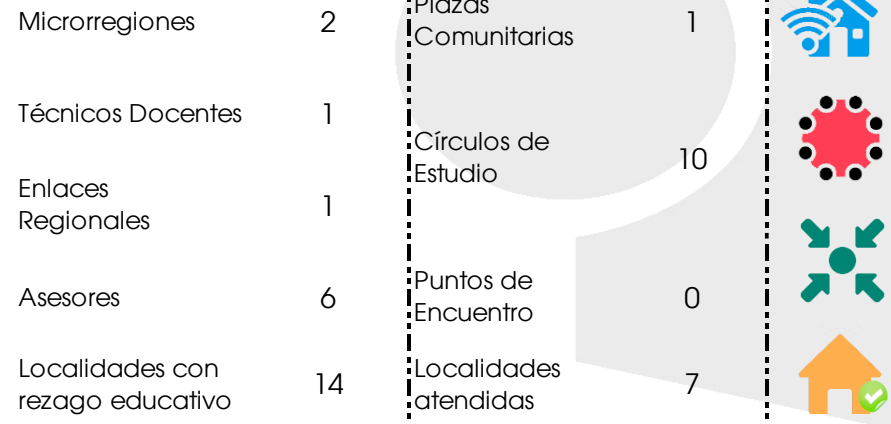 Microrregiones 2
Plazas
Comunitarias 1
Técnicos Docentes 1
Círculos de
Estudio 10
Enlaces
Regionales 1
Asesores 6
Puntos de
Encuentro 0
Localidades con
rezago educativo 14
Localidades
atendidas 7